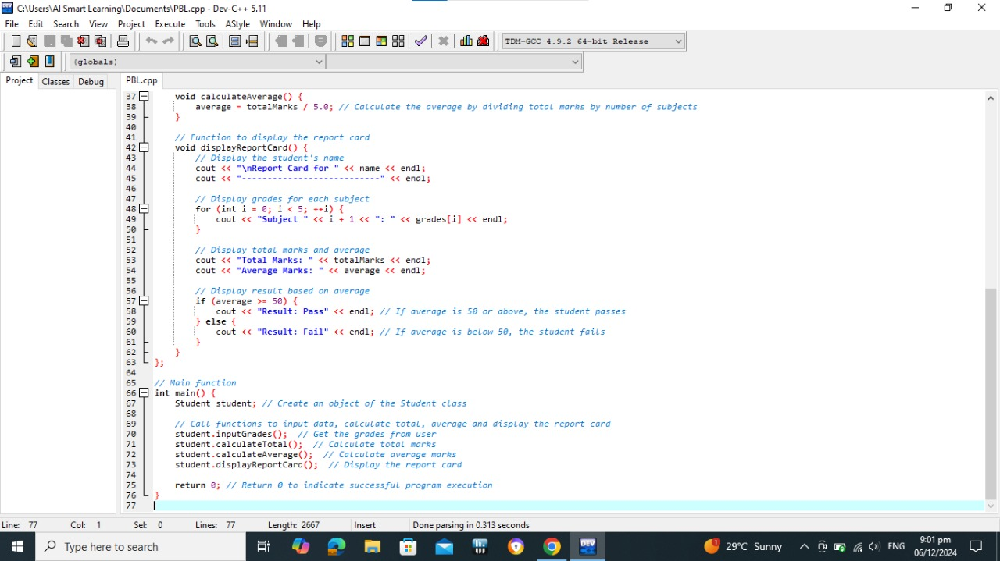 C:\Users\AI Smart Learning\Documents\PBL.cpp - Dev-C++ 5.11
File Edit Search View Project Execute Tools AStyle Window Help
TDM-GCC 4.9.2 64-bit Release
(globals)
Project Classes Debug
PBL.cpp
37 void calculateAverage() {
38 average = totalMarks / 5.0; // Calculate the average by dividing total marks by number of subjects
39 }
40
41 // Function to display the report card
42 void displayReportCard() {
43 // Display the student's name
44 cout << "\nReport Card for " << name << endl;
45 cout << "---------------------------" << endl;
46
47 // Display grades for each subject
48 for (int i = 0; i < 5; ++i) {
49 cout << "Subject " << i + 1 << ": " << grades[i] << endl;
50 }
51
52 // Display total marks and average
53 cout << "Total Marks: " << totalMarks << endl;
54 cout << "Average Marks: " << average << endl;
55
56 // Display result based on average
57 if (average >= 50) {
58 cout << "Result: Pass" << endl; // If average is 50 or above, the student passes
59 } else {
60 cout << "Result: Fail" << endl; // If average is below 50, the student fails
61 }
62 }
63 };
64
65 // Main function
66 int main() {
67 Student student; // Create an object of the Student class
68
69 // Call functions to input data, calculate total, average and display the report card
70 student.inputGrades(); // Get the grades from user
71 student.calculateTotal(); // Calculate total marks
72 student.calculateAverage(); // Calculate average marks
73 student.displayReportCard(); // Display the report card
74
75 return 0; // Return 0 to indicate successful program execution
76 }
77
Line: 77 Col: 1 Sel: 0 Lines: 77 Length: 2667 Insert Done parsing in 0.313 seconds
Type here to search
DEV
29°C Sunny
ENG
9:01 pm
06/12/2024